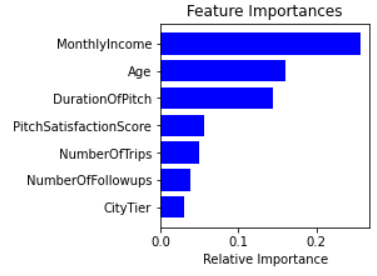 Feature Importances
MonthlyIncome
Age
DurationOfPitch
PitchSatisfactionScore
NumberOfTrips
NumberOfFollowups
CityTier
0.0 0.1 0.2
Relative Importance